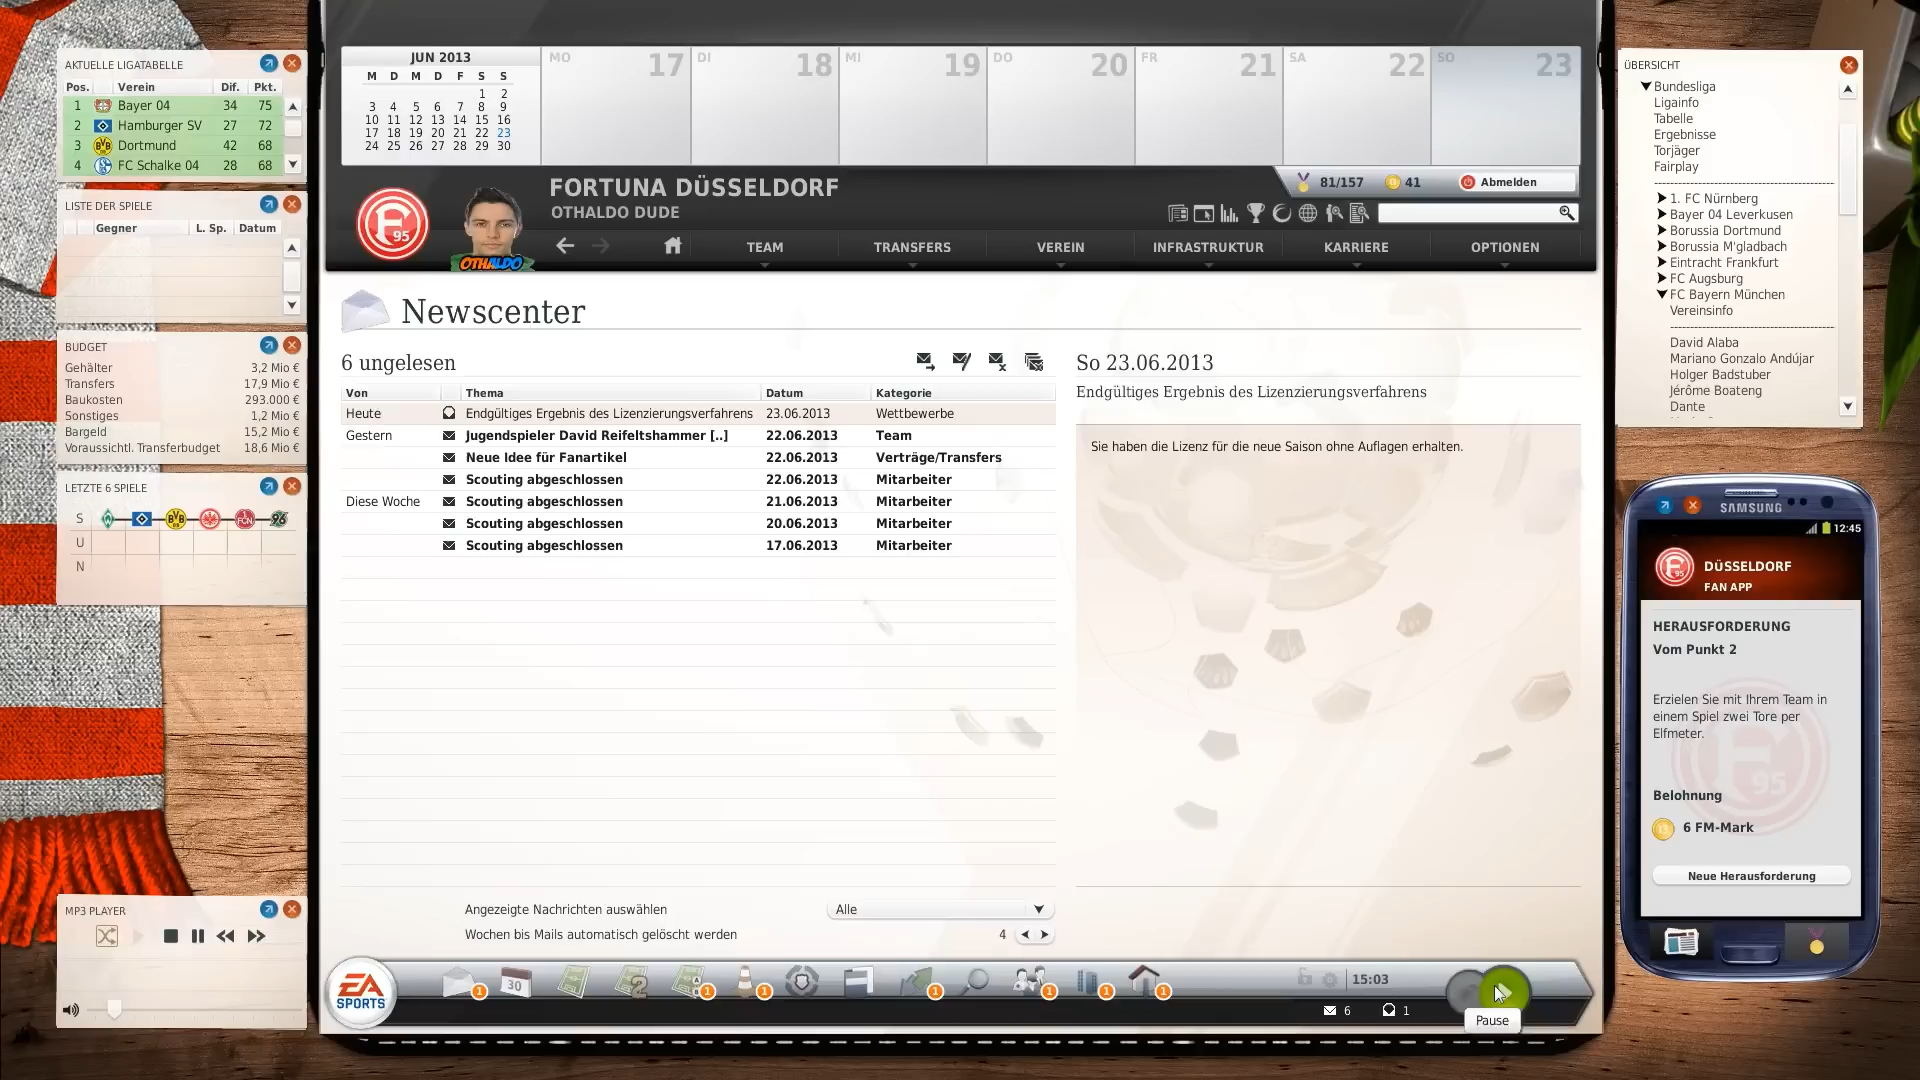 AKTUELLE LIGATABELLE
Pos. Verein Dif. Pkt.
1 Bayer 04 34 75
2 Hamburger SV 27 72
3 Dortmund 42 68
4 FC Schalke 04 28 68
LISTE DER SPIELE
Gegner L. Sp. Datum
BUDGET
Gehälter 3,2 Mio €
Transfers 17,9 Mio €
Baukosten 293.000 €
Sonstiges 1,2 Mio €
Bargeld 15,2 Mio €
Voraussichtl. Transferbudget 18,6 Mio €
LETZTE 6 SPIELE
S
U
N
MP3 PLAYER
JUN 2013
M D M D F S S
1 2
3 4 5 6 7 8 9
10 11 12 13 14 15 16
17 18 19 20 21 22 23
24 25 26 27 28 29 30
MO 17 DI 18 MI 19 DO 20 FR 21 SA 22 SO 23
FORTUNA DÜSSELDORF
OTHALDO DUDE
F 95
OTHALDO
81/157 41 Abmelden
TEAM TRANSFERS VEREIN INFRASTRUKTUR KARRIERE OPTIONEN
Newscenter
6 ungelesen
Von Thema Datum Kategorie
Heute Endgültiges Ergebnis des Lizenzierungsverfahrens 23.06.2013 Wettbewerbe
Gestern Jugendspieler David Reifeltshammer [..] 22.06.2013 Team
Neue Idee für Fanartikel 22.06.2013 Verträge/Transfers
Scouting abgeschlossen 22.06.2013 Mitarbeiter
Diese Woche Scouting abgeschlossen 21.06.2013 Mitarbeiter
Scouting abgeschlossen 20.06.2013 Mitarbeiter
Scouting abgeschlossen 17.06.2013 Mitarbeiter
So 23.06.2013
Endgültiges Ergebnis des Lizenzierungsverfahrens
Sie haben die Lizenz für die neue Saison ohne Auflagen erhalten.
Angezeigte Nachrichten auswählen Alle
Wochen bis Mails automatisch gelöscht werden 4
EA SPORTS
1 30 2 1 1 1 1 1 1
15:03
6 1
Pause
ÜBERSICHT
Bundesliga
Ligainfo
Tabelle
Ergebnisse
Torjäger
Fairplay
1. FC Nürnberg
Bayer 04 Leverkusen
Borussia Dortmund
Borussia M'gladbach
Eintracht Frankfurt
FC Augsburg
FC Bayern München
Vereinsinfo
David Alaba
Mariano Gonzalo Andújar
Holger Badstuber
Jérôme Boateng
Dante
SAMSUNG
12:45
DÜSSELDORF
FAN APP
HERAUSFORDERUNG
Vom Punkt 2
Erzielen Sie mit Ihrem Team in
einem Spiel zwei Tore per
Elfmeter.
Belohnung
6 FM-Mark
Neue Herausforderung